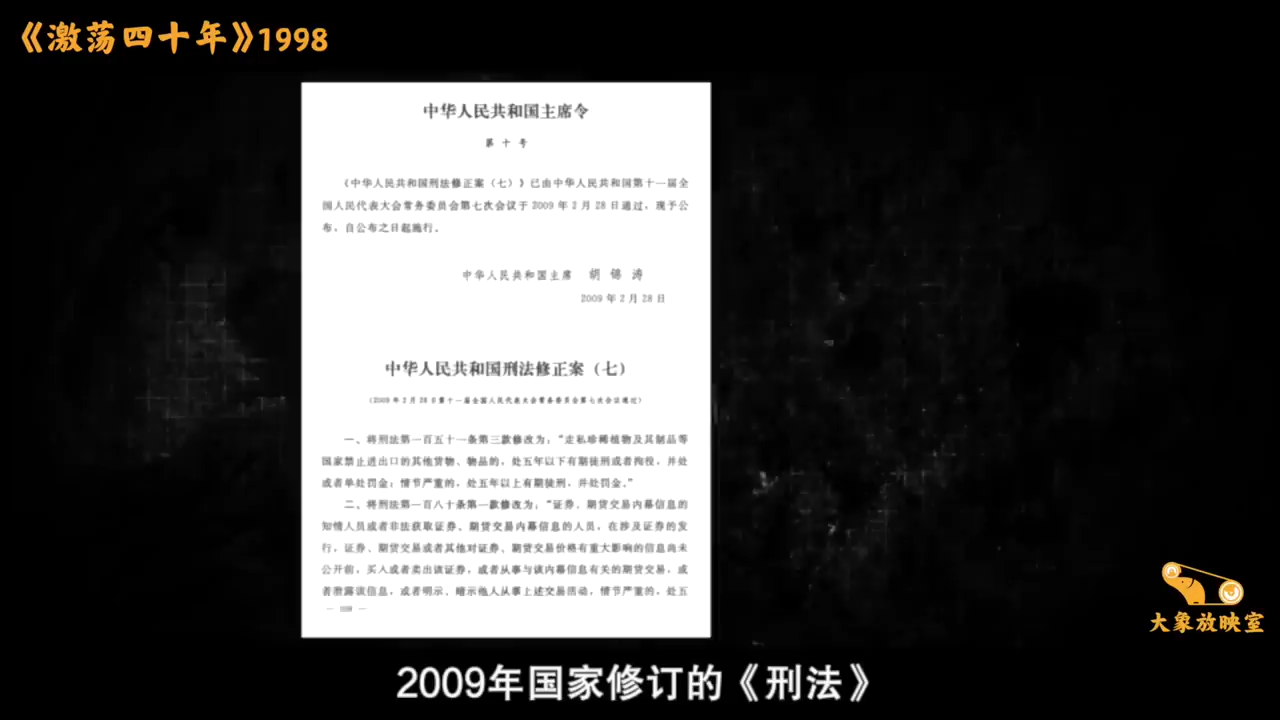 《激荡四十年》1998
中华人民共和国主席令
第 十 号
《中华人民共和国刑法修正案（七）》已由中华人民共和国第十一届全
国人民代表大会常务委员会第七次会议于 2009 年 2 月 28 日通过，现予公
布，自公布之日起施行。
中华人民共和国主席 胡 锦 涛
2009 年 2 月 28 日
中华人民共和国刑法修正案（七）
（2009 年 2 月 28 日第十一届全国人民代表大会常务委员会第七次会议通过）
一、将刑法第一百五十一条第三款修改为：“走私珍稀植物及其制品等
国家禁止进出口的其他货物、物品的，处五年以下有期徒刑或者拘役，并处
或者单处罚金；情节严重的，处五年以上有期徒刑，并处罚金。”
二、将刑法第一百八十条第一款修改为：“证券、期货交易内幕信息的
知情人员或者非法获取证券、期货交易内幕信息的人员，在涉及证券的发
行，证券、期货交易或者其他对证券、期货交易价格有重大影响的信息尚未
公开前，买入或者卖出该证券，或者从事与该内幕信息有关的期货交易，或
者泄露该信息，或者明示、暗示他人从事上述交易活动，情节严重的，处五
大象放映室
2009年国家修订的《刑法》